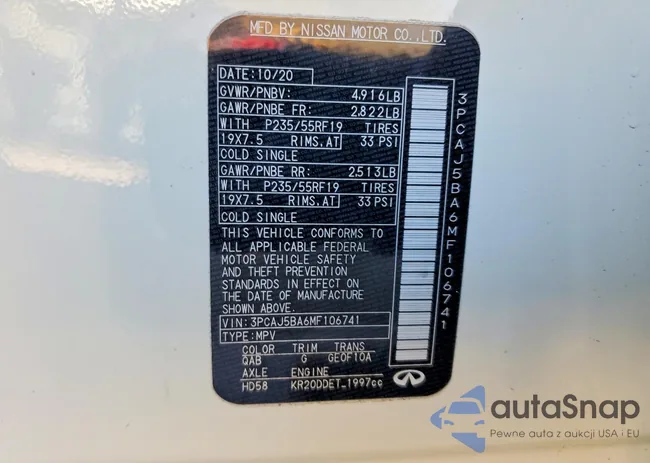 MFD BY NISSAN MOTOR CO.,LTD.
DATE: 10/20
GVWR/PNBV: 4,916LB
GAWR/PNBE FR: 2,822LB
WITH P235/55RF19 TIRES
19X7.5 RIMS.AT 33 PSI
COLD SINGLE
GAWR/PNBE RR: 2,513LB
WITH P235/55RF19 TIRES
19X7.5 RIMS.AT 33 PSI
COLD SINGLE
THIS VEHICLE CONFORMS TO
ALL APPLICABLE FEDERAL
MOTOR VEHICLE SAFETY
AND THEFT PREVENTION
STANDARDS IN EFFECT ON
THE DATE OF MANUFACTURE
SHOWN ABOVE.
VIN: 3PCAJ5BA6MF106741
TYPE: MPV
COLOR TRIM TRANS
QAB G GE0F10A
AXLE ENGINE
HD58 KR20DDET 1997cc
3PCAJ5BA6MF106741
INFINITI
autaSnap
Pewne auta z aukcji USA i EU